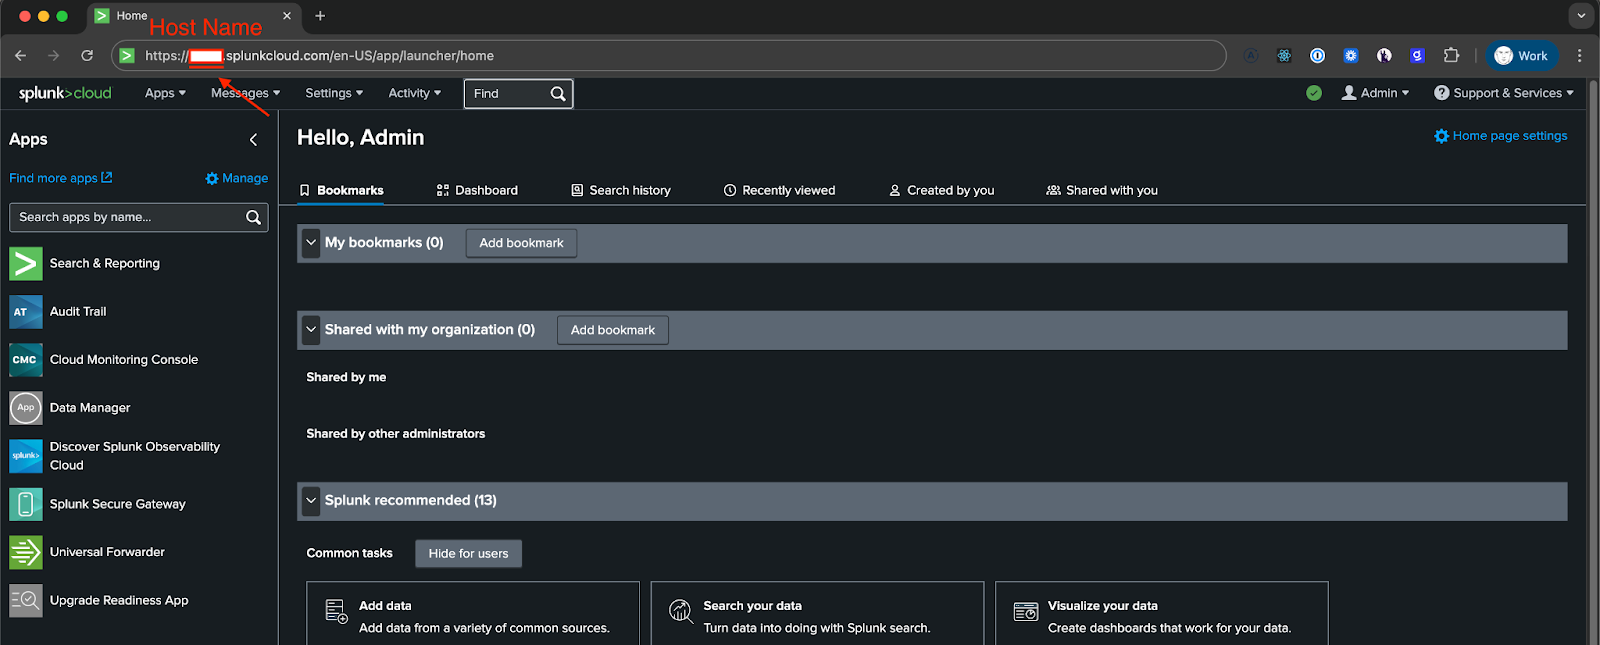 Home
Host Name
https:// .splunkcloud.com/en-US/app/launcher/home
Work
splunk>cloud
Apps
Messages
Settings
Activity
Find
Admin
Support & Services
Apps
Find more apps
Manage
Search apps by name...
Search & Reporting
AT
Audit Trail
CMC
Cloud Monitoring Console
App
Data Manager
splunk>
Discover Splunk Observability
Cloud
Splunk Secure Gateway
Universal Forwarder
Upgrade Readiness App
Hello, Admin
Home page settings
Bookmarks
Dashboard
Search history
Recently viewed
Created by you
Shared with you
My bookmarks (0)
Add bookmark
Shared with my organization (0)
Add bookmark
Shared by me
Shared by other administrators
Splunk recommended (13)
Common tasks
Hide for users
Add data
Add data from a variety of common sources.
Search your data
Turn data into doing with Splunk search.
Visualize your data
Create dashboards that work for your data.